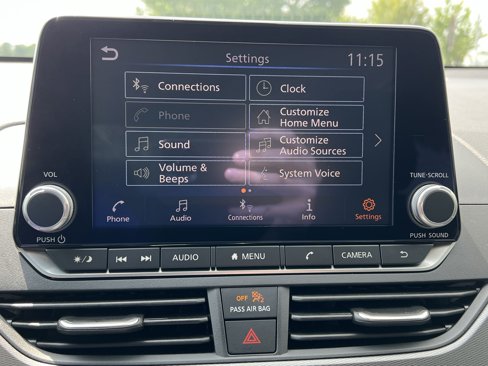 Settings
11:15
Connections
Clock
Phone
Customize
Home Menu
Sound
Customize
Audio Sources
Volume &
Beeps
System Voice
Phone
Audio
Connections
Info
Settings
VOL
TUNE·SCROLL
PUSH
PUSH SOUND
AUDIO
MENU
CAMERA
OFF
PASS AIR BAG